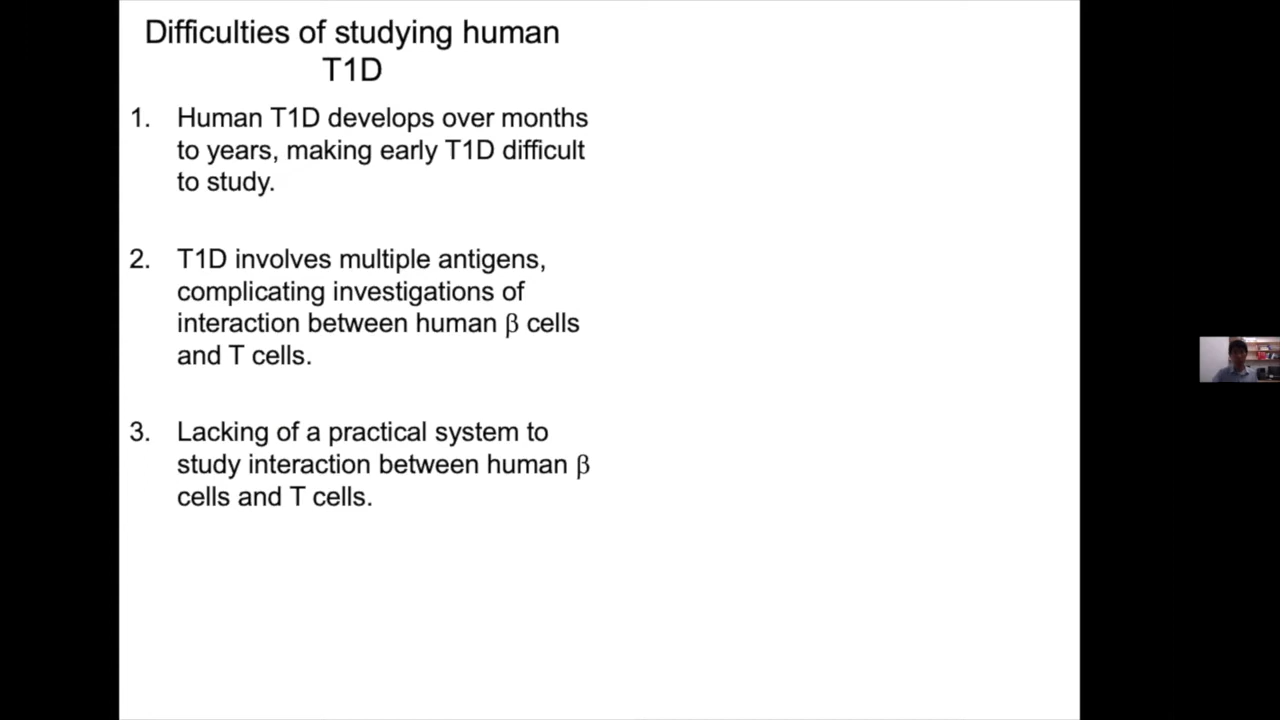 Difficulties of studying human
T1D
1. Human T1D develops over months
to years, making early T1D difficult
to study.
2. T1D involves multiple antigens,
complicating investigations of
interaction between human β cells
and T cells.
3. Lacking of a practical system to
study interaction between human β
cells and T cells.